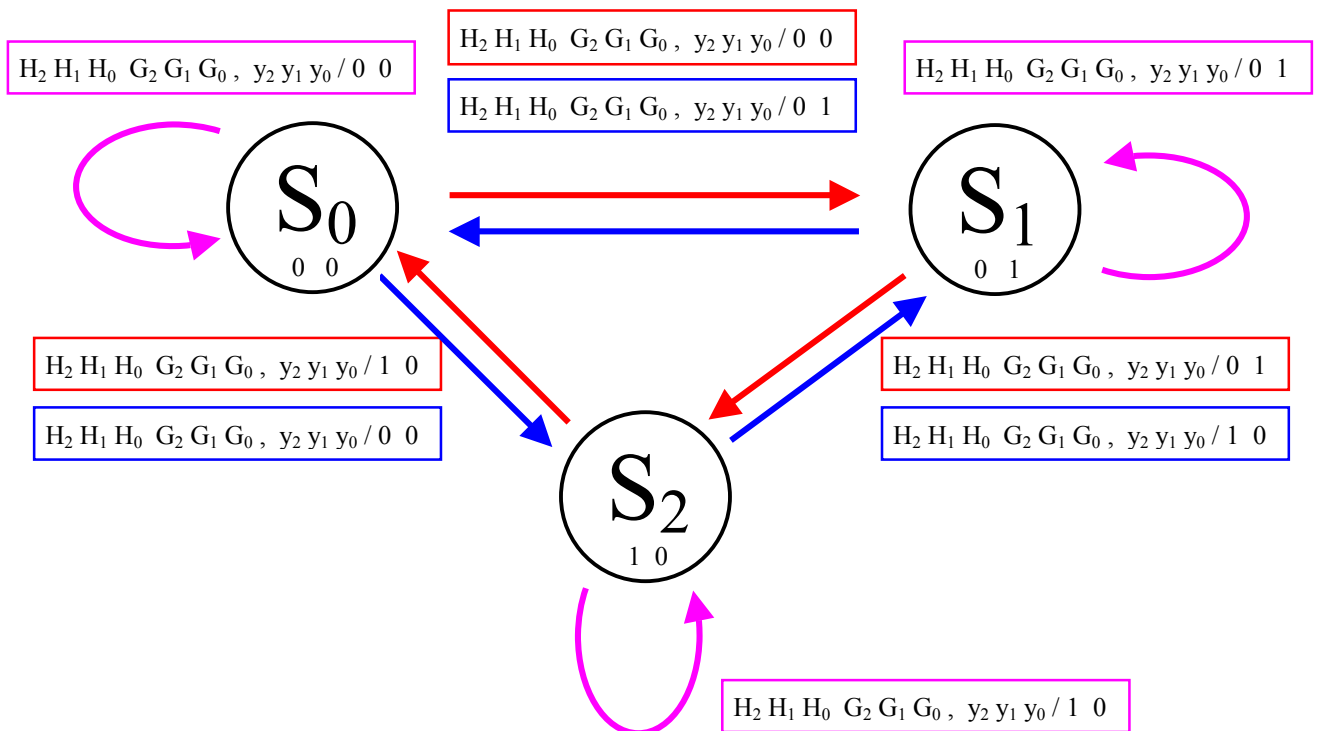 H₂ H₁ H₀ G₂ G₁ G₀ , y₂ y₁ y₀ / 0 0
H₂ H₁ H₀ G₂ G₁ G₀ , y₂ y₁ y₀ / 0 0
H₂ H₁ H₀ G₂ G₁ G₀ , y₂ y₁ y₀ / 0 1
H₂ H₁ H₀ G₂ G₁ G₀ , y₂ y₁ y₀ / 0 1
S₀
0 0
S₁
0 1
H₂ H₁ H₀ G₂ G₁ G₀ , y₂ y₁ y₀ / 1 0
H₂ H₁ H₀ G₂ G₁ G₀ , y₂ y₁ y₀ / 0 0
H₂ H₁ H₀ G₂ G₁ G₀ , y₂ y₁ y₀ / 0 1
H₂ H₁ H₀ G₂ G₁ G₀ , y₂ y₁ y₀ / 1 0
S₂
1 0
H₂ H₁ H₀ G₂ G₁ G₀ , y₂ y₁ y₀ / 1 0